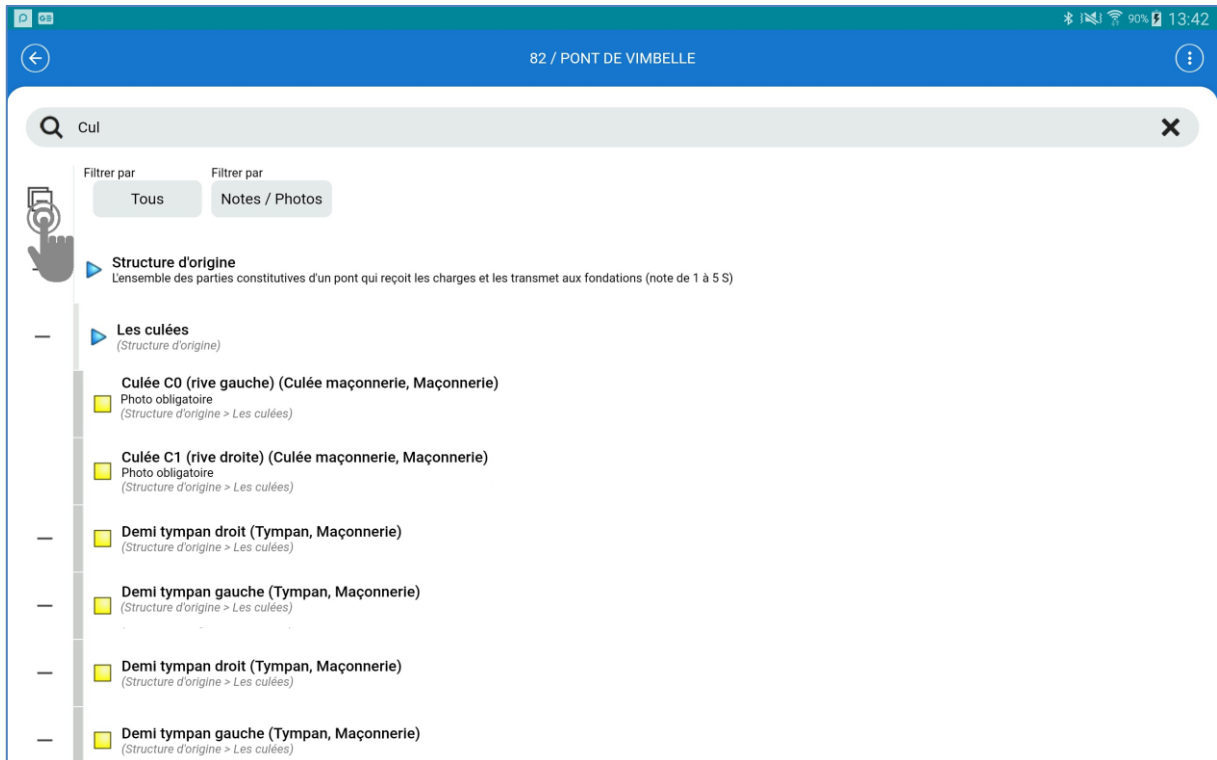 90% 13:42
82 / PONT DE VIMBELLE
Cul
Filtrer par Filtrer par
Tous Notes / Photos
Structure d'origine
L'ensemble des parties constitutives d'un pont qui reçoit les charges et les transmet aux fondations (note de 1 à 5 S)
Les culées
(Structure d'origine)
Culée C0 (rive gauche) (Culée maçonnerie, Maçonnerie)
Photo obligatoire
(Structure d'origine > Les culées)
Culée C1 (rive droite) (Culée maçonnerie, Maçonnerie)
Photo obligatoire
(Structure d'origine > Les culées)
Demi tympan droit (Tympan, Maçonnerie)
(Structure d'origine > Les culées)
Demi tympan gauche (Tympan, Maçonnerie)
(Structure d'origine > Les culées)
Demi tympan droit (Tympan, Maçonnerie)
(Structure d'origine > Les culées)
Demi tympan gauche (Tympan, Maçonnerie)
(Structure d'origine > Les culées)